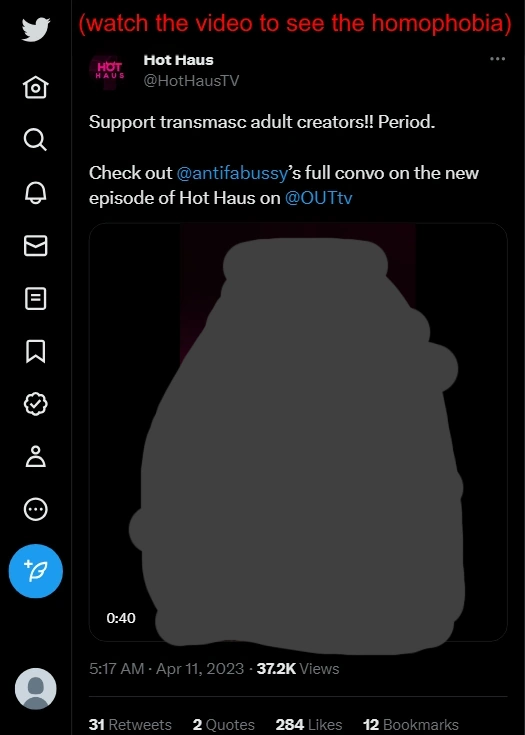 (watch the video to see the homophobia)
HOT
HAUS
Hot Haus
@HotHausTV
Support transmasc adult creators!! Period.
Check out @antifabussy's full convo on the new
episode of Hot Haus on @OUTtv
0:40
5:17 AM · Apr 11, 2023 · 37.2K Views
31 Retweets 2 Quotes 284 Likes 12 Bookmarks